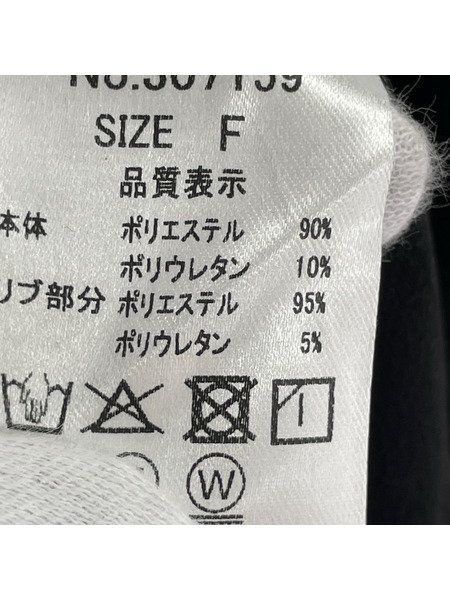 No.307159
SIZE F
品質表示
本体 ポリエステル 90%
ポリウレタン 10%
リブ部分 ポリエステル 95%
ポリウレタン 5%
W